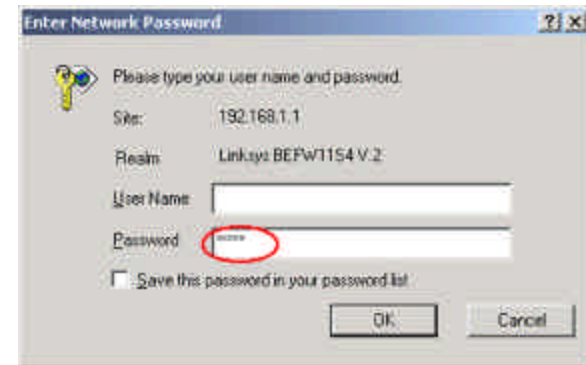 Enter Network Password
Please type your user name and password.
Site: 192.168.1.1
Realm Linksys BEFW11S4 V.2
User Name
Password *****
Save this password in your password list
OK Cancel